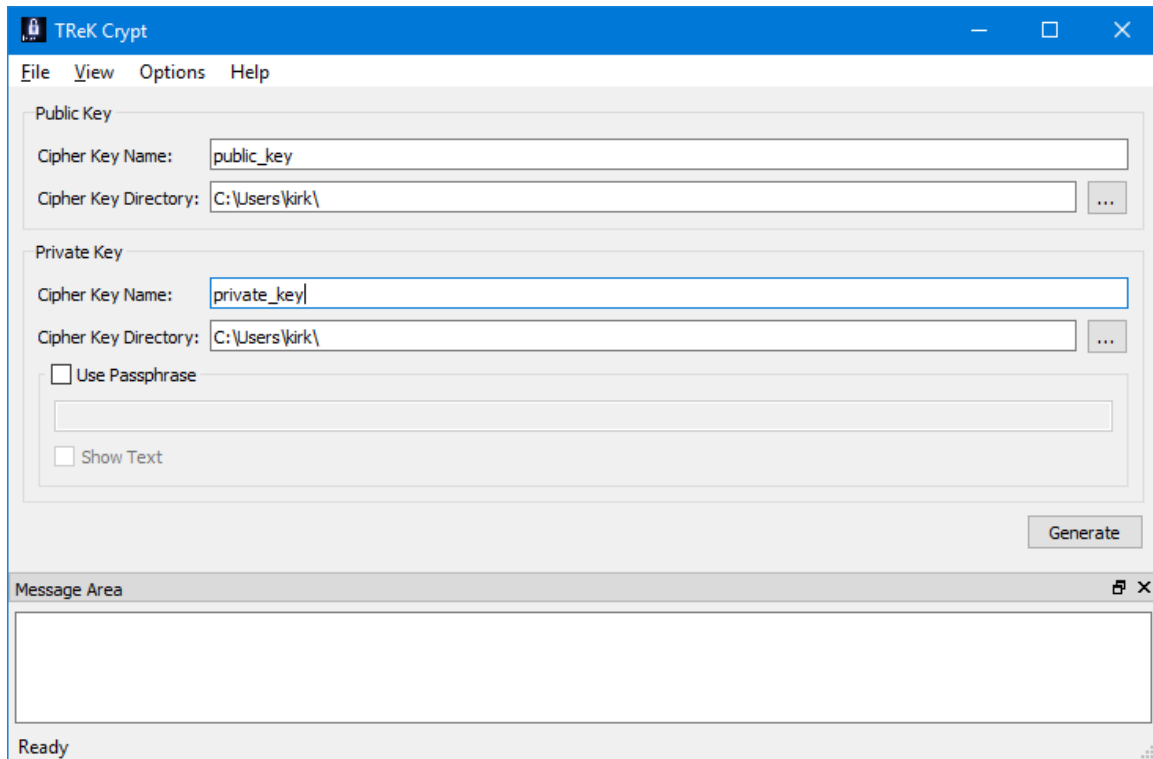 TReK Crypt
File View Options Help
Public Key
Cipher Key Name: public_key
Cipher Key Directory: C:\Users\kirk\ ...
Private Key
Cipher Key Name: private_key
Cipher Key Directory: C:\Users\kirk\ ...
Use Passphrase
Show Text
Generate
Message Area
Ready